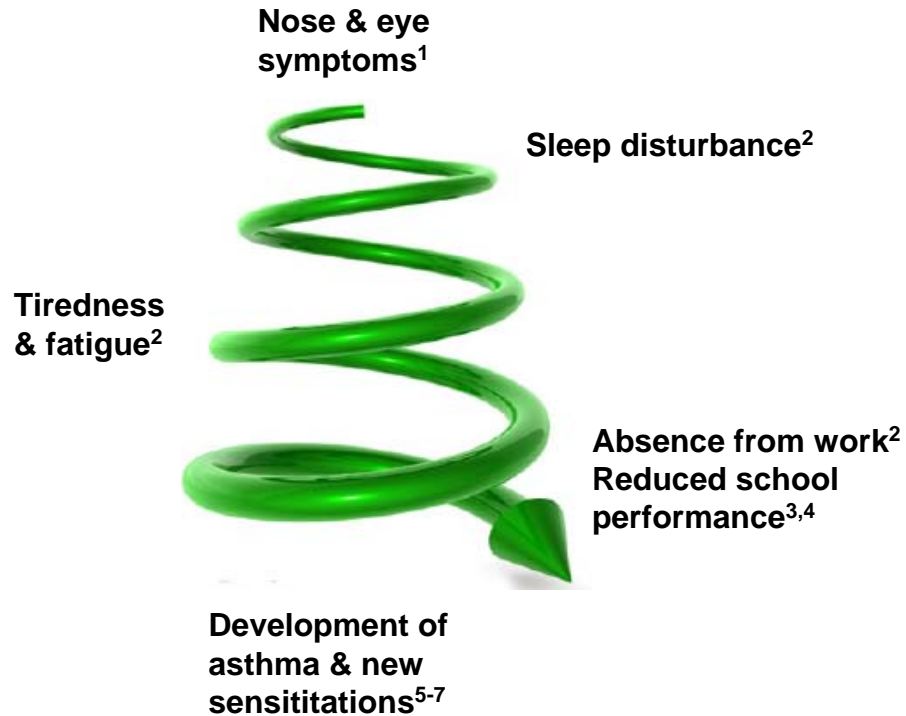 Nose & eye
symptoms¹
Sleep disturbance²
Tiredness
& fatigue²
Absence from work²
Reduced school
performance³,⁴
Development of
asthma & new
sensititations⁵-⁷